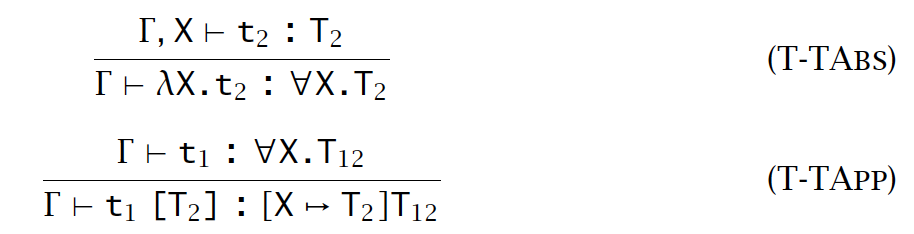 Γ, X ⊢ t₂ : T₂
Γ ⊢ λX.t₂ : ∀X.T₂ (T-TABS)
Γ ⊢ t₁ : ∀X.T₁₂
Γ ⊢ t₁ [T₂] : [X ↦ T₂]T₁₂ (T-TAPP)